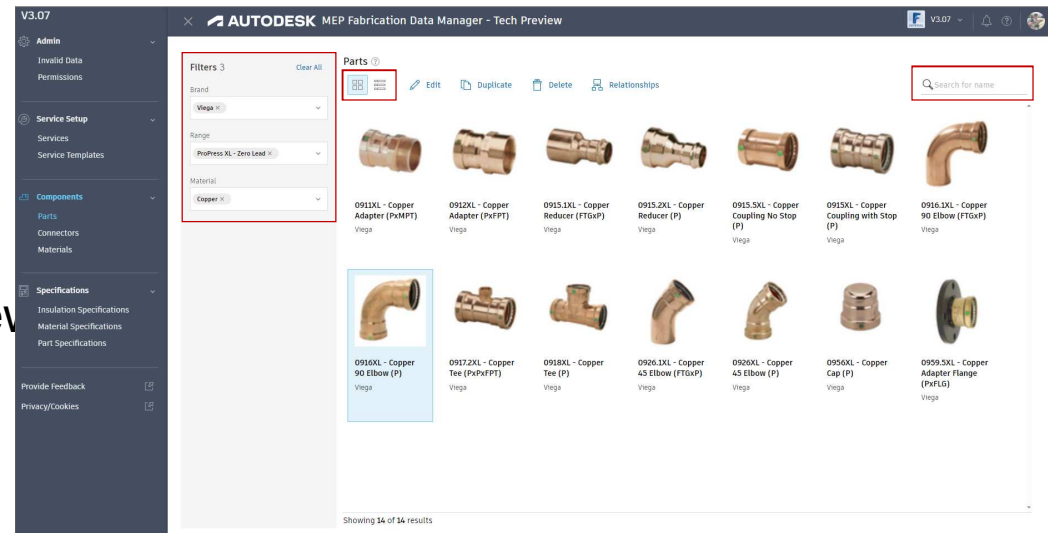 V3.07
AUTODESK MEP Fabrication Data Manager - Tech Preview
V3.07
Admin
Invalid Data
Permissions
Service Setup
Services
Service Templates
Components
Parts
Connectors
Materials
Specifications
Insulation Specifications
Material Specifications
Part Specifications
Provide Feedback
Privacy/Cookies
Filters 3
Clear All
Brand
Viega ×
Range
ProPress XL - Zero Lead ×
Material
Copper ×
Parts
Edit
Duplicate
Delete
Relationships
Search for name
0911XL - Copper
Adapter (PxMPT)
Viega
0912XL - Copper
Adapter (PxFPT)
Viega
0915.1XL - Copper
Reducer (FTGxP)
Viega
0915.2XL - Copper
Reducer (P)
Viega
0915.5XL - Copper
Coupling No Stop
(P)
Viega
0915XL - Copper
Coupling with Stop
(P)
Viega
0916.1XL - Copper
90 Elbow (FTGxP)
Viega
0916XL - Copper
90 Elbow (P)
Viega
0917.2XL - Copper
Tee (PxPxFPT)
Viega
0918XL - Copper
Tee (P)
Viega
0926.1XL - Copper
45 Elbow (FTGxP)
Viega
0926XL - Copper
45 Elbow (P)
Viega
0956XL - Copper
Cap (P)
Viega
0959.5XL - Copper
Adapter Flange
(PxFLG)
Viega
Showing 14 of 14 results